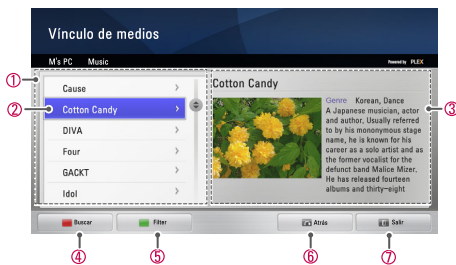 Vínculo de medios
M's PC Music
Powered by PLEX
①
②
③
Cause
Cotton Candy
DIVA
Four
GACKT
Idol
Cotton Candy
Genre Korean, Dance
A Japanese musician, actor
and author, Usually referred
to by his mononymous stage
name, he is known for his
career as a solo artist and as
the former vocalist for the
defunct band Malice Mizer.
He has released fourteen
albums and thirty-eight
Buscar
Filter
Atrás
Salir
④
⑤
⑥
⑦